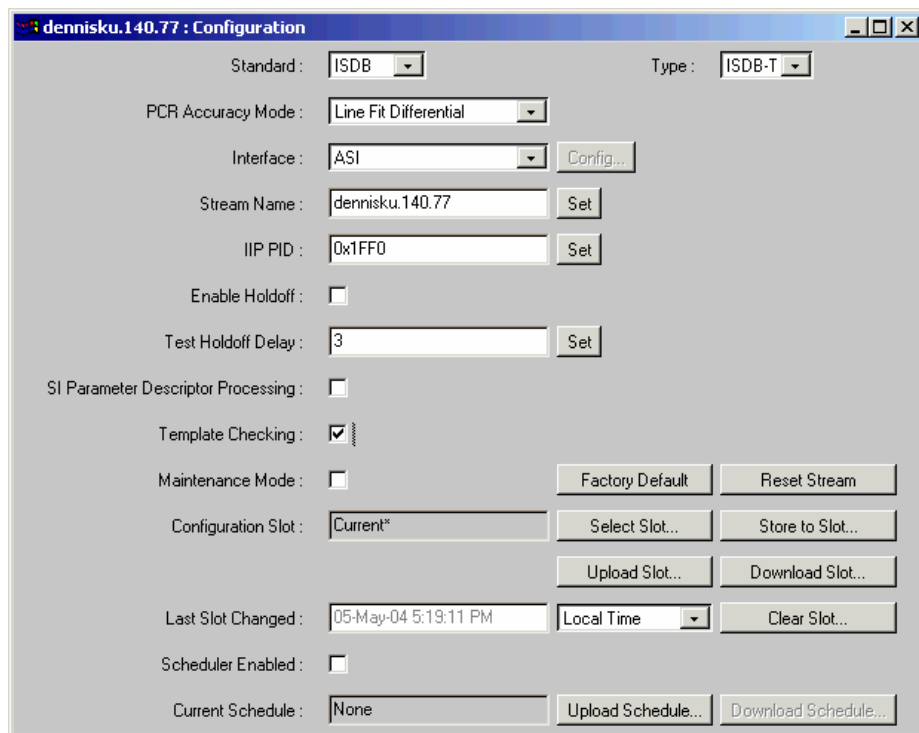 dennisku.140.77 : Configuration
Standard : ISDB Type : ISDB-T
PCR Accuracy Mode : Line Fit Differential
Interface : ASI Config...
Stream Name : dennisku.140.77 Set
IIP PID : 0x1FF0 Set
Enable Holdoff :
Test Holdoff Delay : 3 Set
SI Parameter Descriptor Processing :
Template Checking :
Maintenance Mode : Factory Default Reset Stream
Configuration Slot : Current* Select Slot... Store to Slot...
Upload Slot... Download Slot...
Last Slot Changed : 05-May-04 5:19:11 PM Local Time Clear Slot...
Scheduler Enabled :
Current Schedule : None Upload Schedule... Download Schedule...